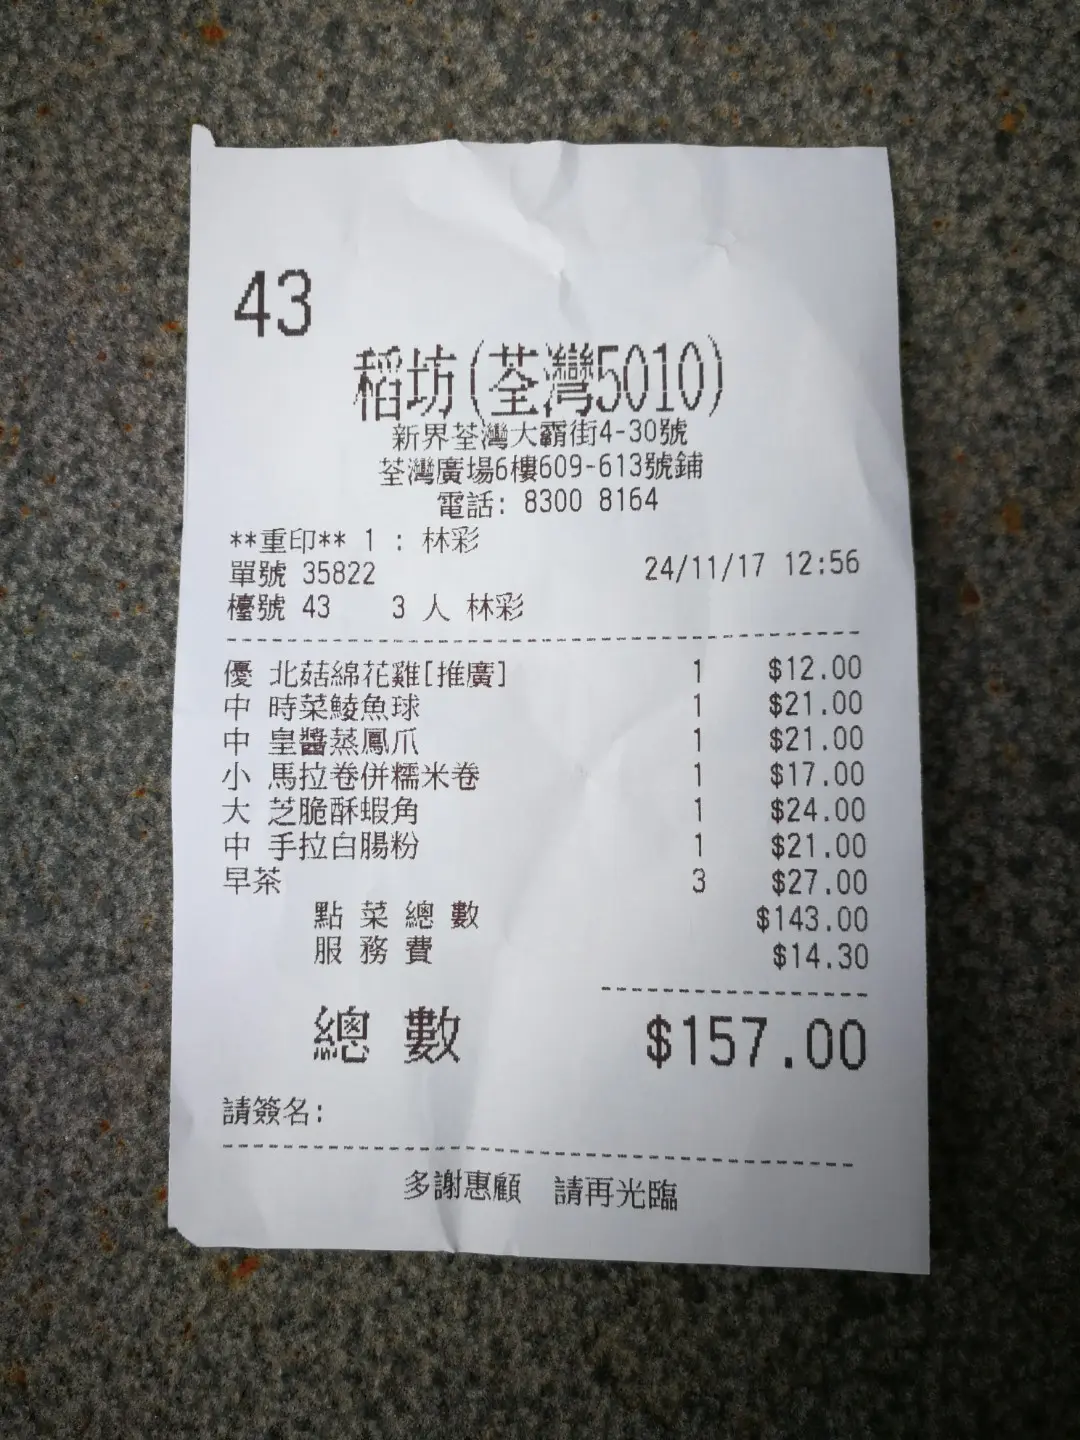 43
稻坊(荃灣5010)
新界荃灣大霸街4-30號
荃灣廣場6樓609-613號鋪
電話: 8300 8164
**重印** 1 : 林彩
單號 35822 24/11/17 12:56
檯號 43 3 人 林彩
優 北菇綿花雞[推廣] 1 $12.00
中 時菜鯪魚球 1 $21.00
中 皇醬蒸鳳爪 1 $21.00
小 馬拉卷併糯米卷 1 $17.00
大 芝脆酥蝦角 1 $24.00
中 手拉白腸粉 1 $21.00
早茶 3 $27.00
點 菜 總 數 $143.00
服 務 費 $14.30
總 數 $157.00
請簽名:
多謝惠顧 請再光臨